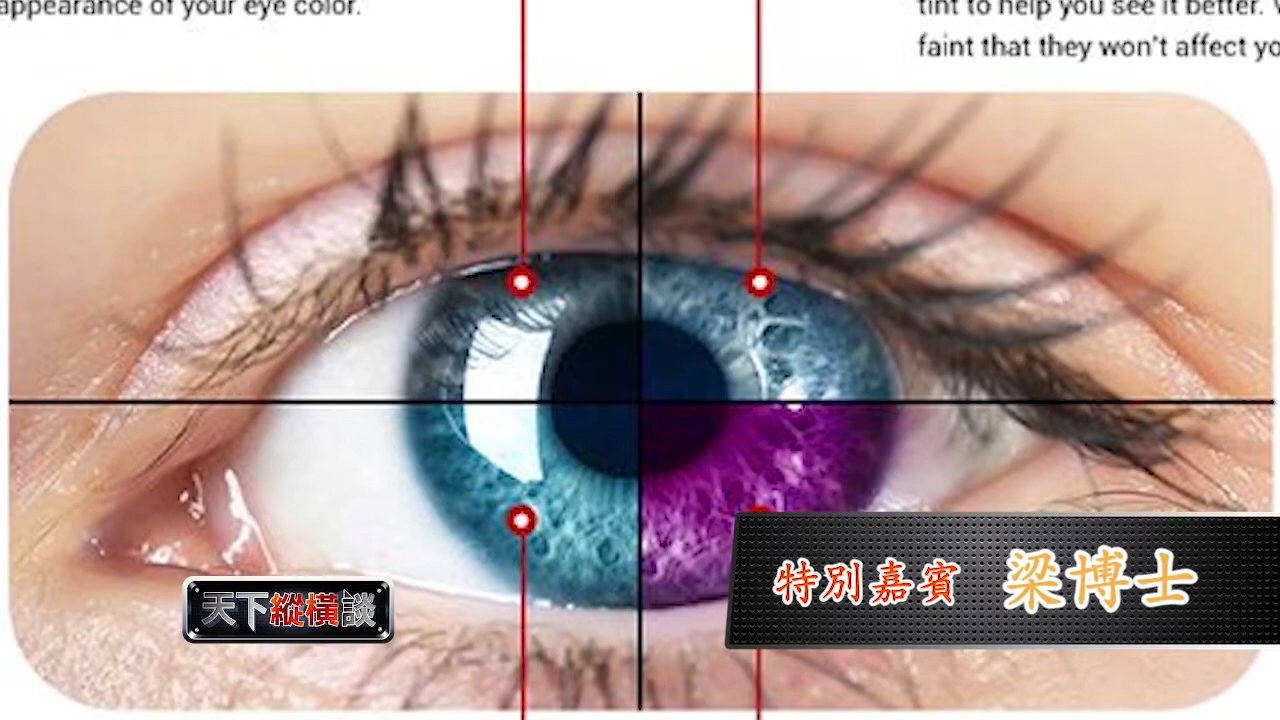 appearance of your eye color.
tint to help you see it better.
faint that they won't affect
天下縱橫談
特別嘉賓 梁博士